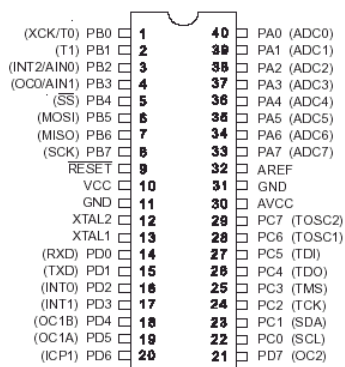 (XCK/T0) PB0 1 40 PA0 (ADC0)
(T1) PB1 2 39 PA1 (ADC1)
(INT2/AIN0) PB2 3 38 PA2 (ADC2)
(OC0/AIN1) PB3 4 37 PA3 (ADC3)
(SS) PB4 5 36 PA4 (ADC4)
(MOSI) PB5 6 35 PA5 (ADC5)
(MISO) PB6 7 34 PA6 (ADC6)
(SCK) PB7 8 33 PA7 (ADC7)
RESET 9 32 AREF
VCC 10 31 GND
GND 11 30 AVCC
XTAL2 12 29 PC7 (TOSC2)
XTAL1 13 28 PC6 (TOSC1)
(RXD) PD0 14 27 PC5 (TDI)
(TXD) PD1 15 26 PC4 (TDO)
(INT0) PD2 16 25 PC3 (TMS)
(INT1) PD3 17 24 PC2 (TCK)
(OC1B) PD4 18 23 PC1 (SDA)
(OC1A) PD5 19 22 PC0 (SCL)
(ICP1) PD6 20 21 PD7 (OC2)